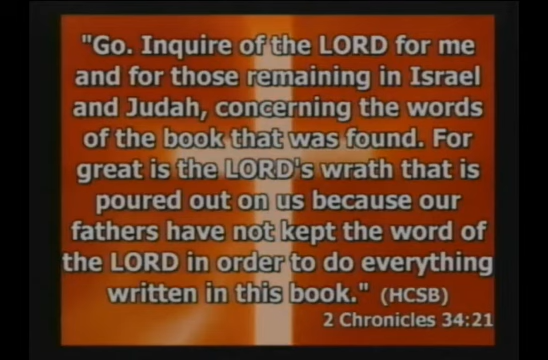 "Go. Inquire of the LORD for me
and for those remaining in Israel
and Judah, concerning the words
of the book that was found. For
great is the LORD's wrath that is
poured out on us because our
fathers have not kept the word of
the LORD in order to do everything
written in this book." (HCSB)
2 Chronicles 34:21